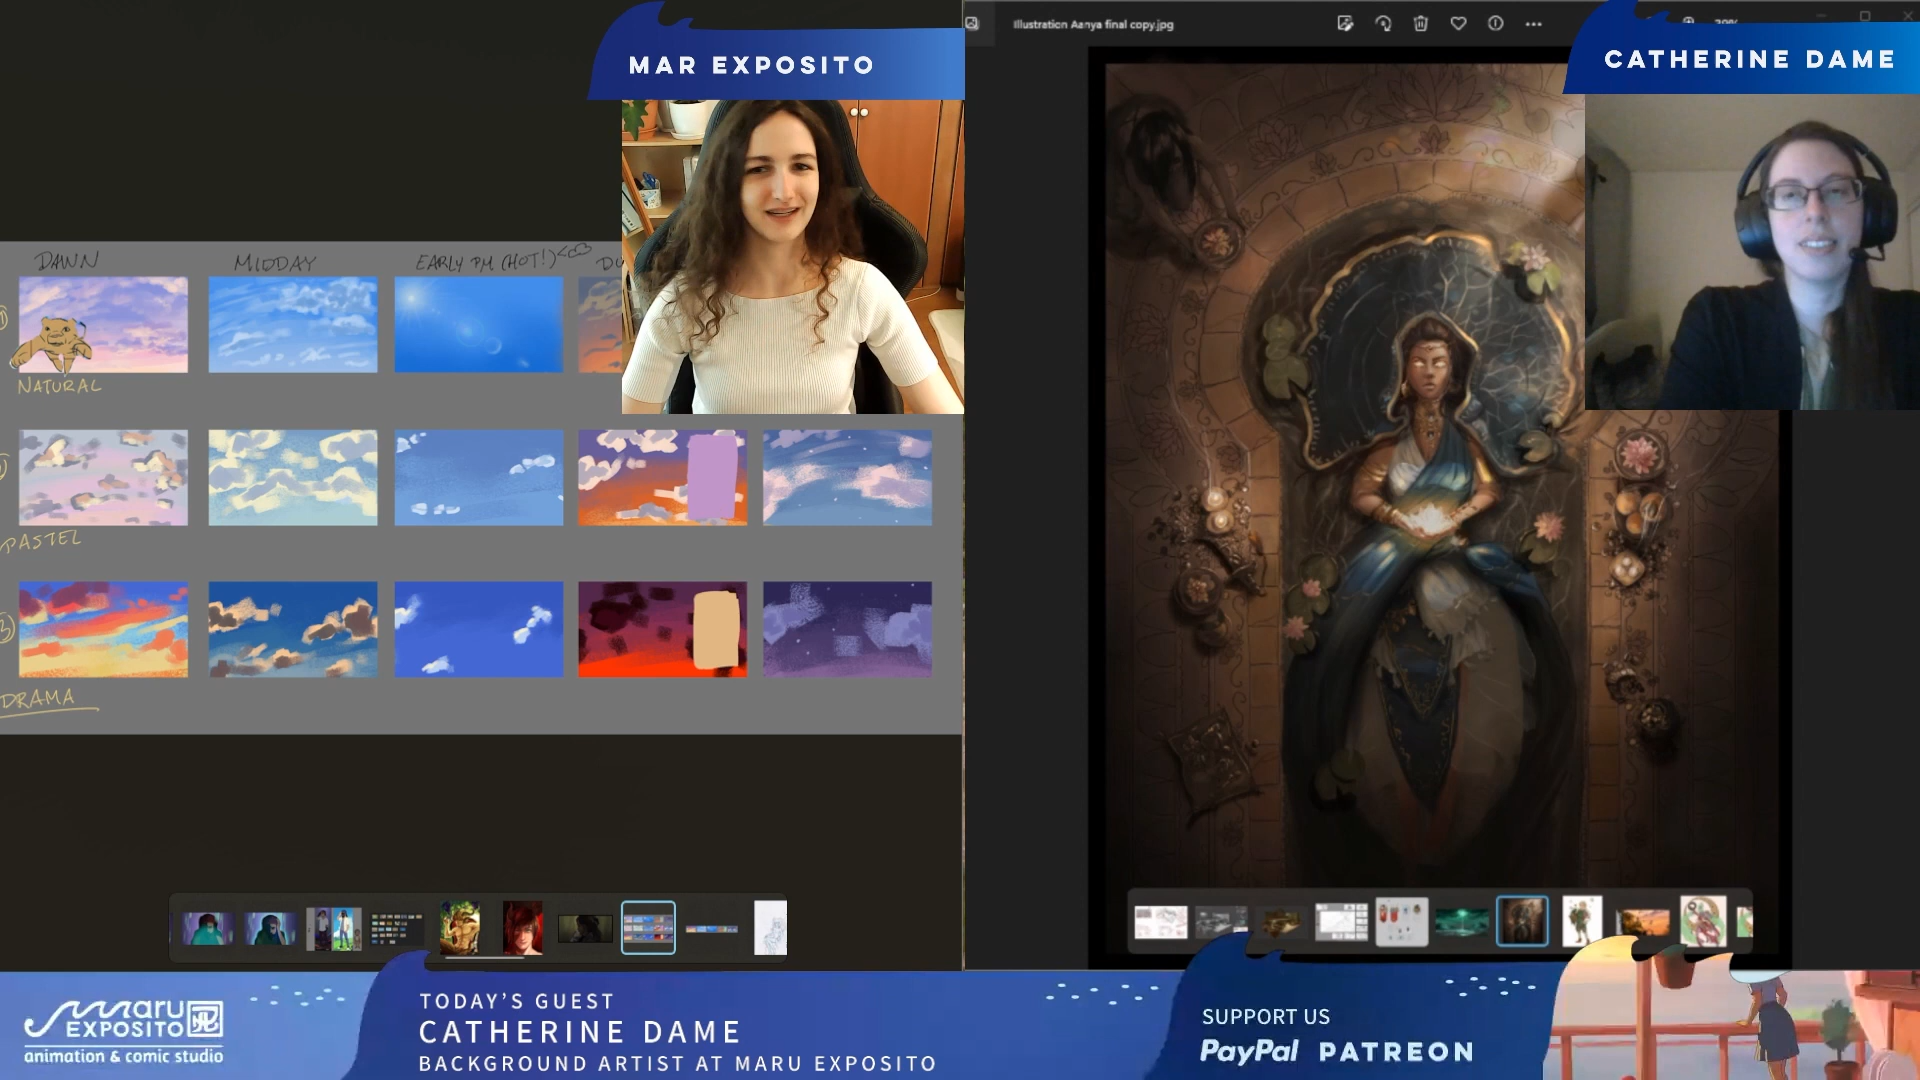 MAR EXPOSITO
Illustration Aanya final copy.jpg
CATHERINE DAME
DAWN
MIDDAY
EARLY PM (HOT!)
NATURAL
PASTEL
DRAMA
maru
EXPOSITO
animation & comic studio
TODAY'S GUEST
CATHERINE DAME
BACKGROUND ARTIST AT MARU EXPOSITO
SUPPORT US
PayPal PATREON